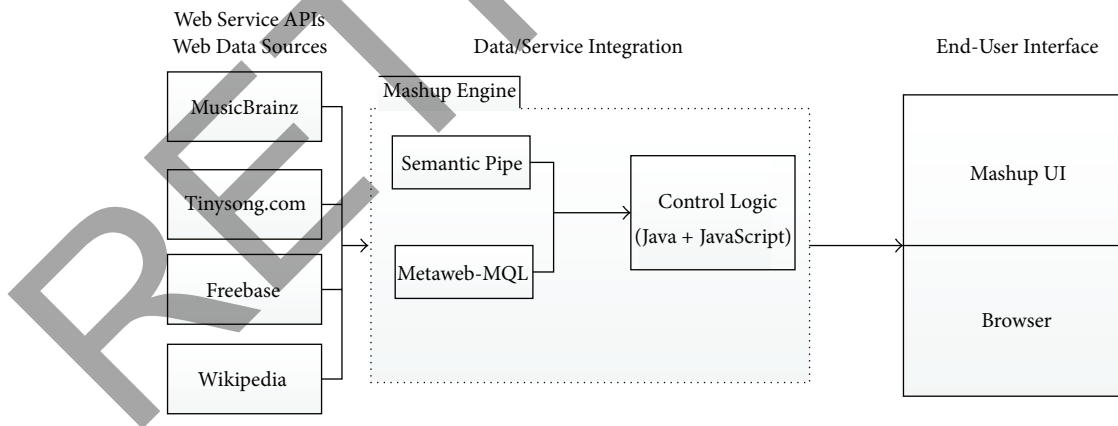 Web Service APIs
Web Data Sources
MusicBrainz
Tinysong.com
Freebase
Wikipedia
Data/Service Integration
Mashup Engine
Semantic Pipe
Metaweb-MQL
Control Logic
(Java + JavaScript)
End-User Interface
Mashup UI
Browser
RET